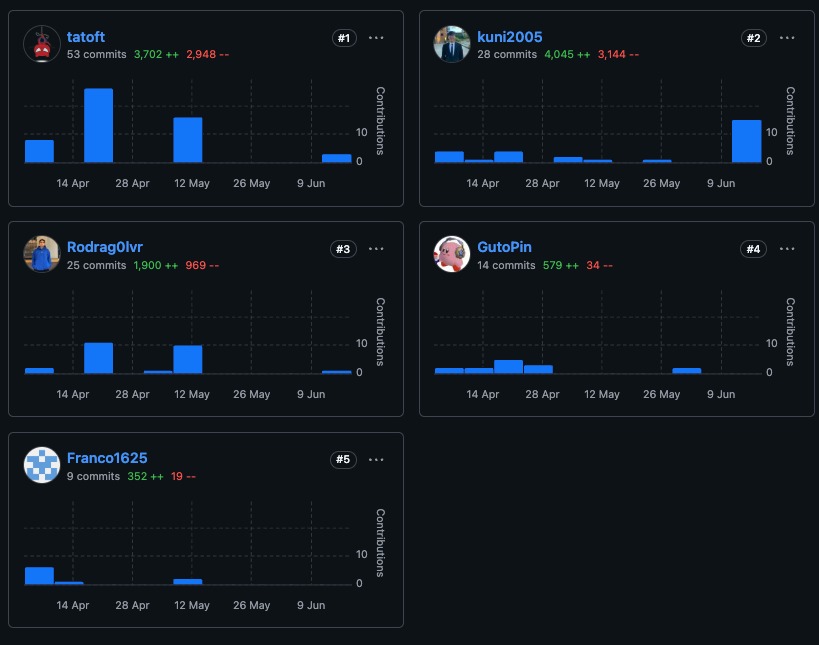 tatoft #1 ···
53 commits 3,702 ++ 2,948 --
Contributions
10
0
14 Apr 28 Apr 12 May 26 May 9 Jun
kuni2005 #2 ···
28 commits 4,045 ++ 3,144 --
Contributions
10
0
14 Apr 28 Apr 12 May 26 May 9 Jun
Rodrag0lvr #3 ···
25 commits 1,900 ++ 969 --
Contributions
10
0
14 Apr 28 Apr 12 May 26 May 9 Jun
GutoPin #4 ···
14 commits 579 ++ 34 --
Contributions
10
0
14 Apr 28 Apr 12 May 26 May 9 Jun
Franco1625 #5 ···
9 commits 352 ++ 19 --
Contributions
10
0
14 Apr 28 Apr 12 May 26 May 9 Jun